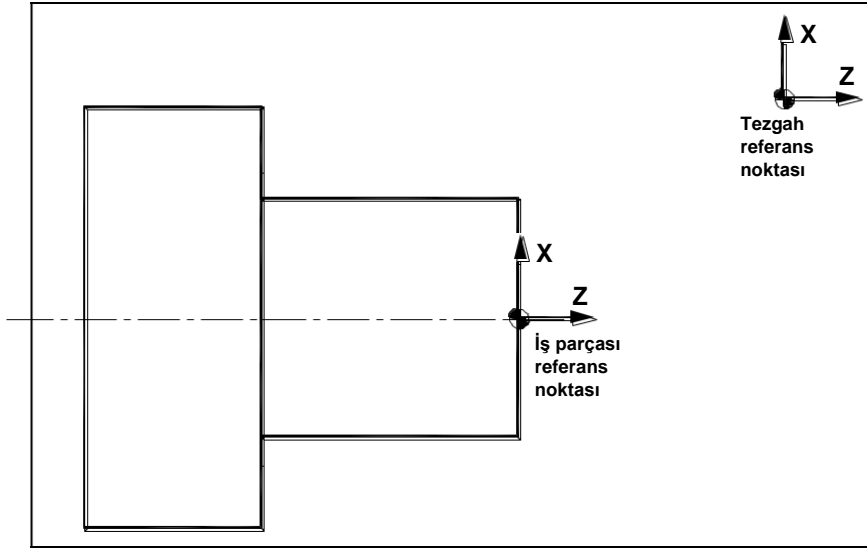 X
Z
Tezgah
referans
noktası
X
Z
İş parçası
referans
noktası